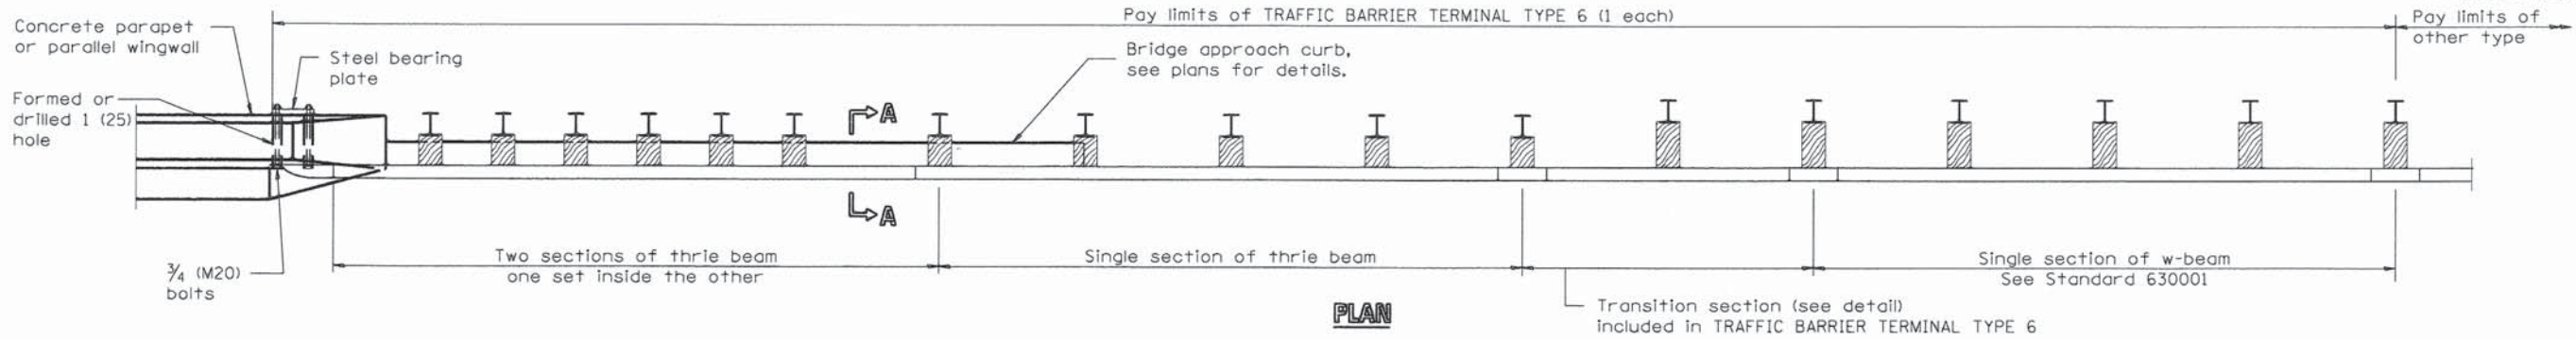 Pay limits of TRAFFIC BARRIER TERMINAL TYPE 6 (1 each)
Pay limits of
other type
Concrete parapet
or parallel wingwall
Steel bearing
plate
Bridge approach curb,
see plans for details.
Formed or
drilled 1 (25)
hole
A
A
¾ (M20)
bolts
Two sections of thrie beam
one set inside the other
Single section of thrie beam
Single section of w-beam
See Standard 630001
Transition section (see detail)
included in TRAFFIC BARRIER TERMINAL TYPE 6
PLAN